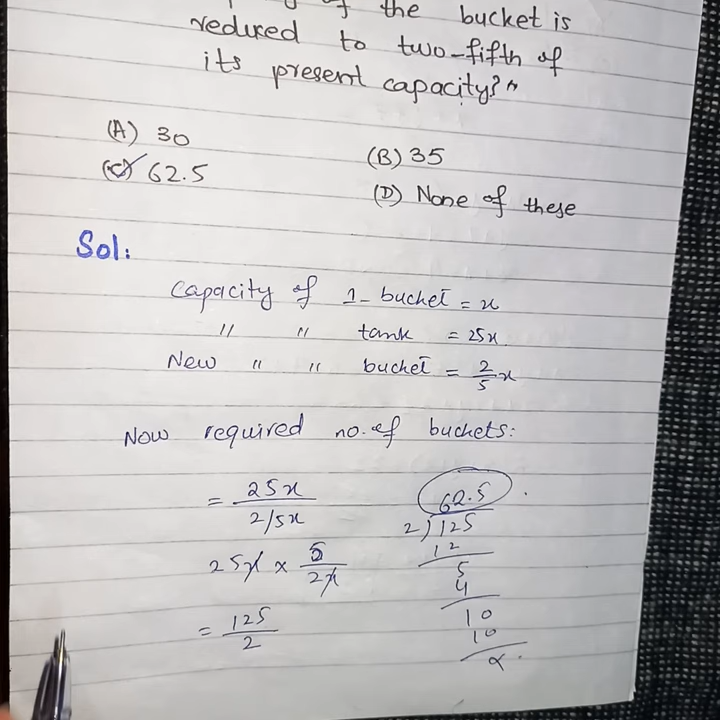 of the bucket is
reduced to two-fifth of
its present capacity?"
(A) 30
(B) 35
(C) 62.5
(D) None of these
Sol:
Capacity of 1- bucket = x
" " tank = 25x.
New " " bucket = 2/5 x
Now required no. of buckets:
= 25x / 2/5x
25x × 5/2x
= 125/2
62.5
2) 125
12
5
4
10
10
x.